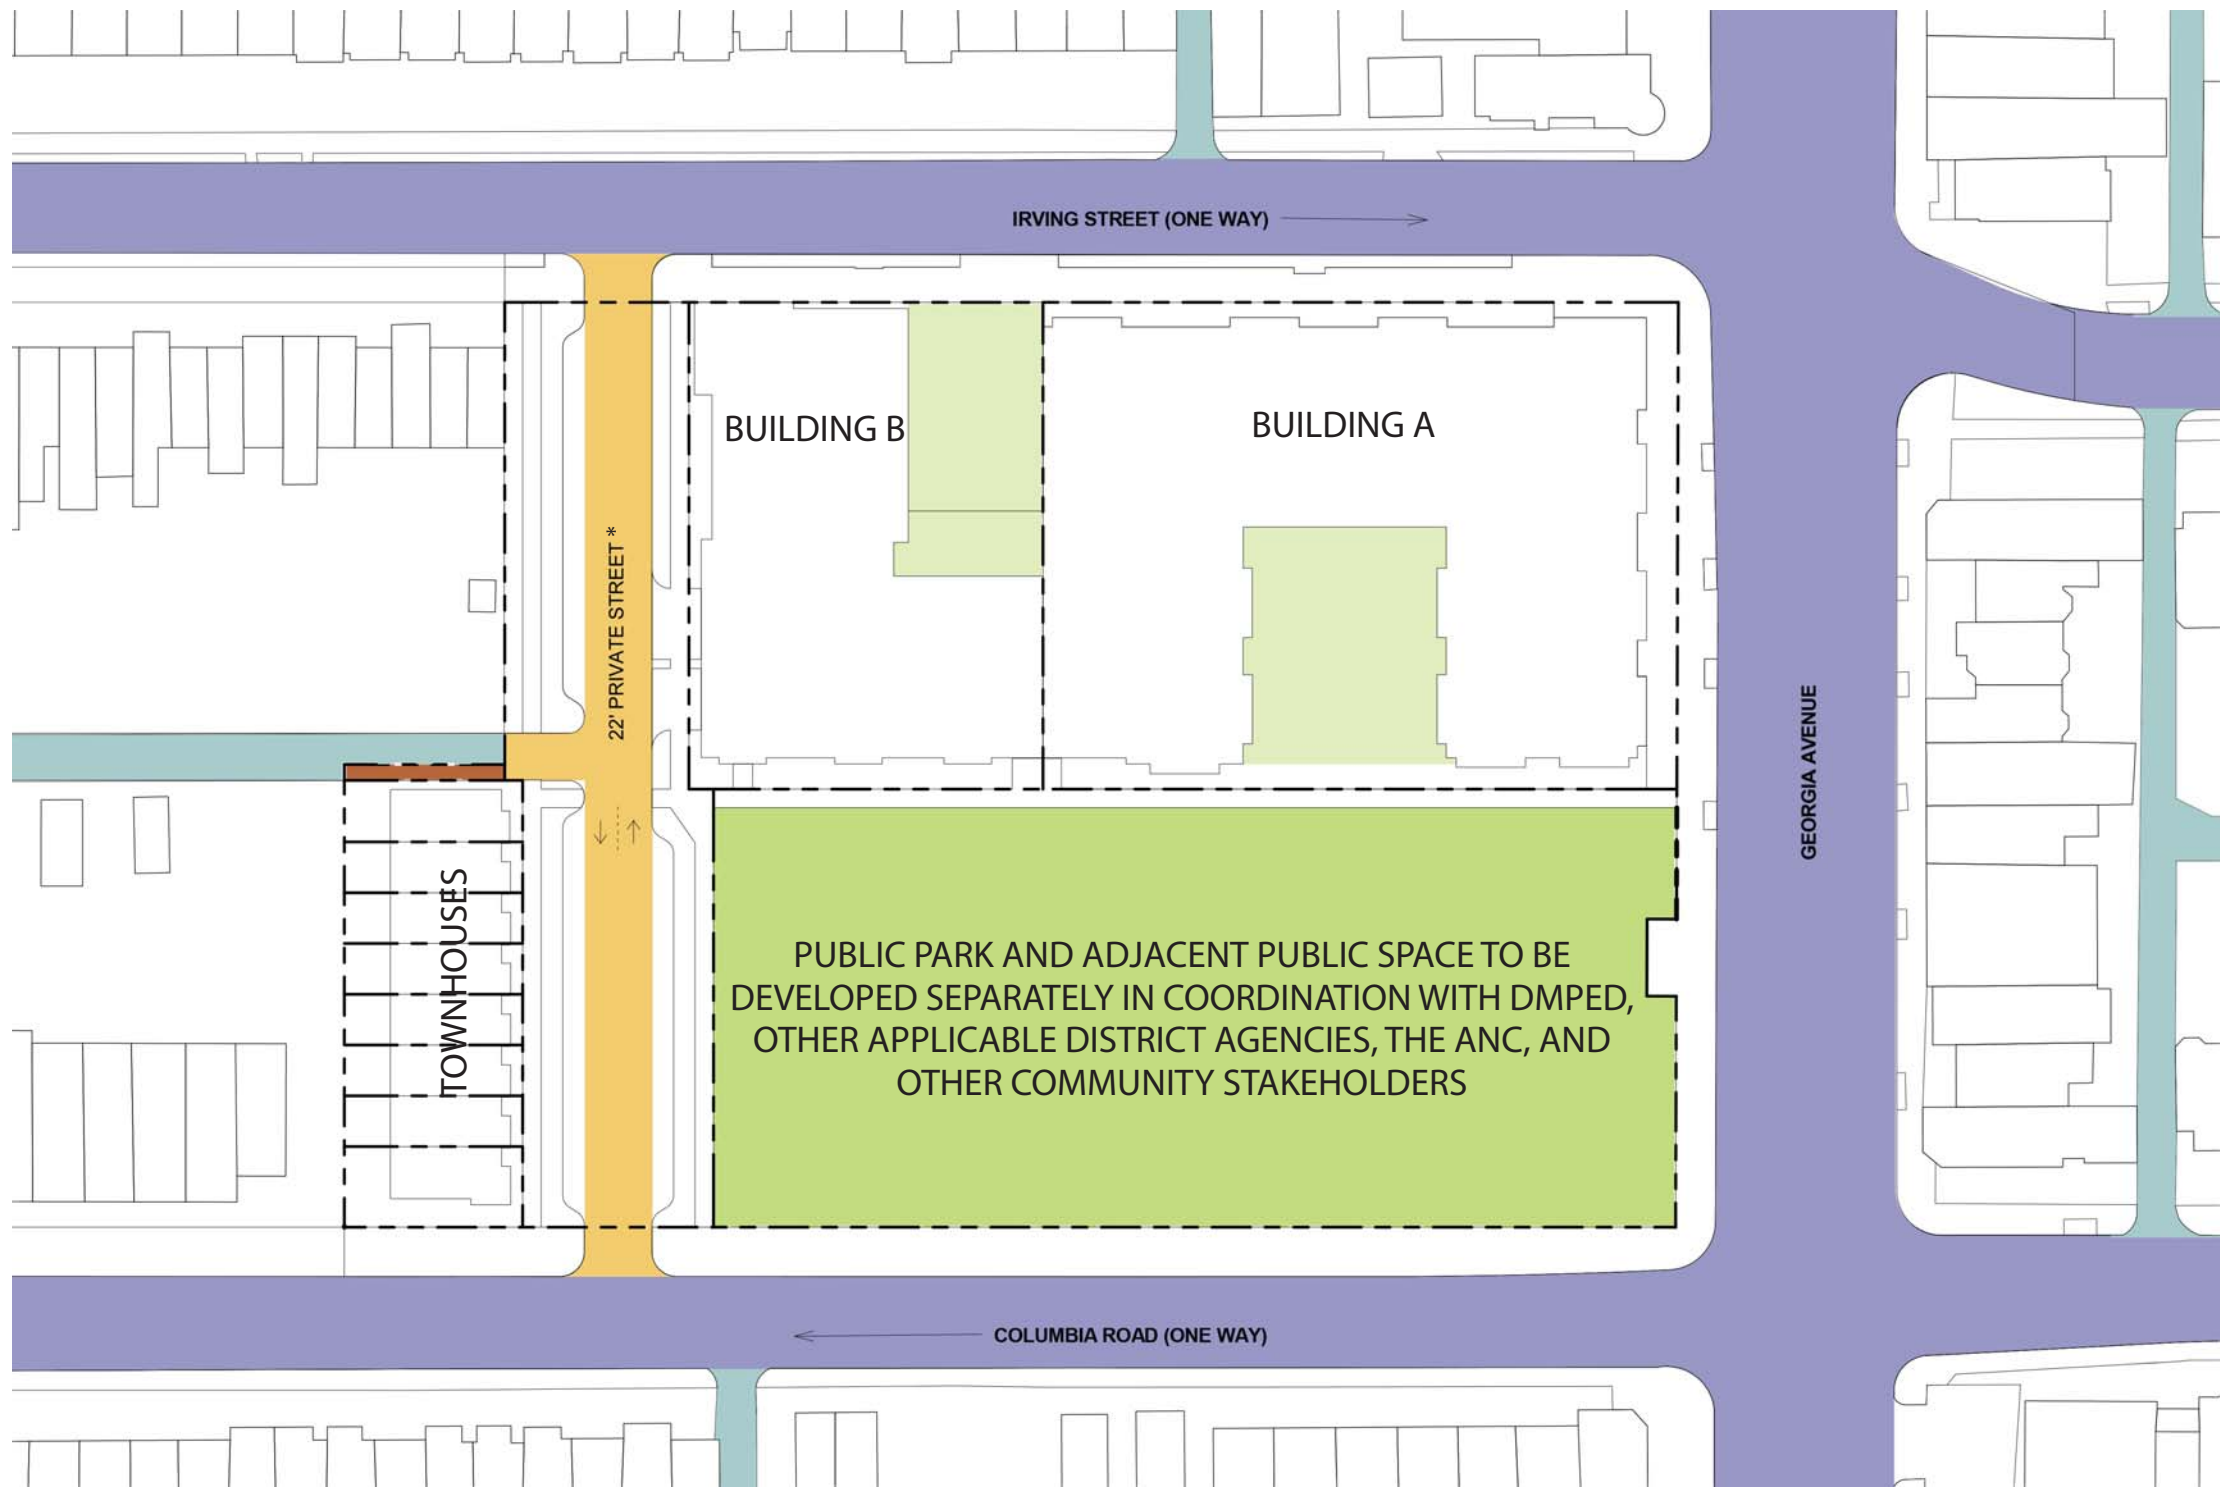 IRVING STREET (ONE WAY)
BUILDING B
BUILDING A
22' PRIVATE STREET *
GEORGIA AVENUE
TOWNHOUSES
PUBLIC PARK AND ADJACENT PUBLIC SPACE TO BE
DEVELOPED SEPARATELY IN COORDINATION WITH DMPED,
OTHER APPLICABLE DISTRICT AGENCIES, THE ANC, AND
OTHER COMMUNITY STAKEHOLDERS
COLUMBIA ROAD (ONE WAY)